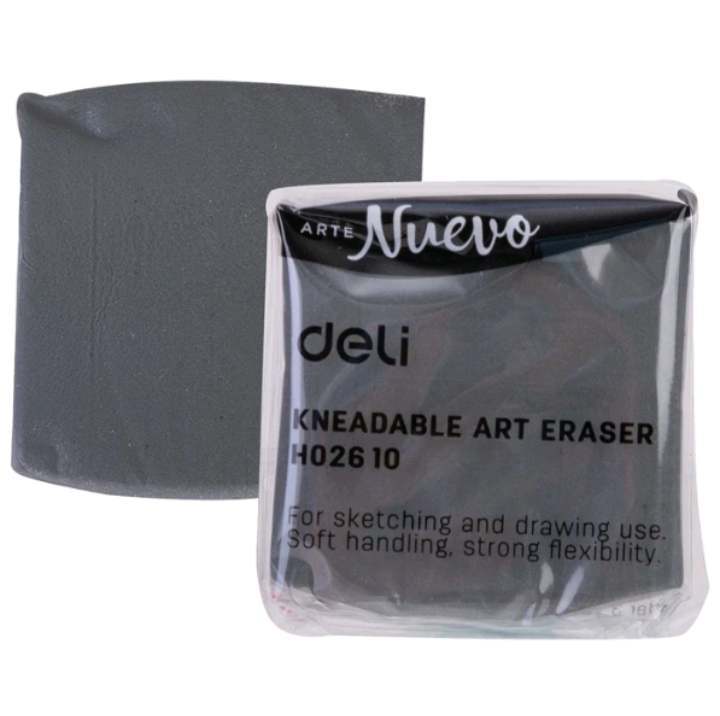 ARTE Nuevo
deli
KNEADABLE ART ERASER
H02610
For sketching and drawing use.
Soft handling, strong flexibility.